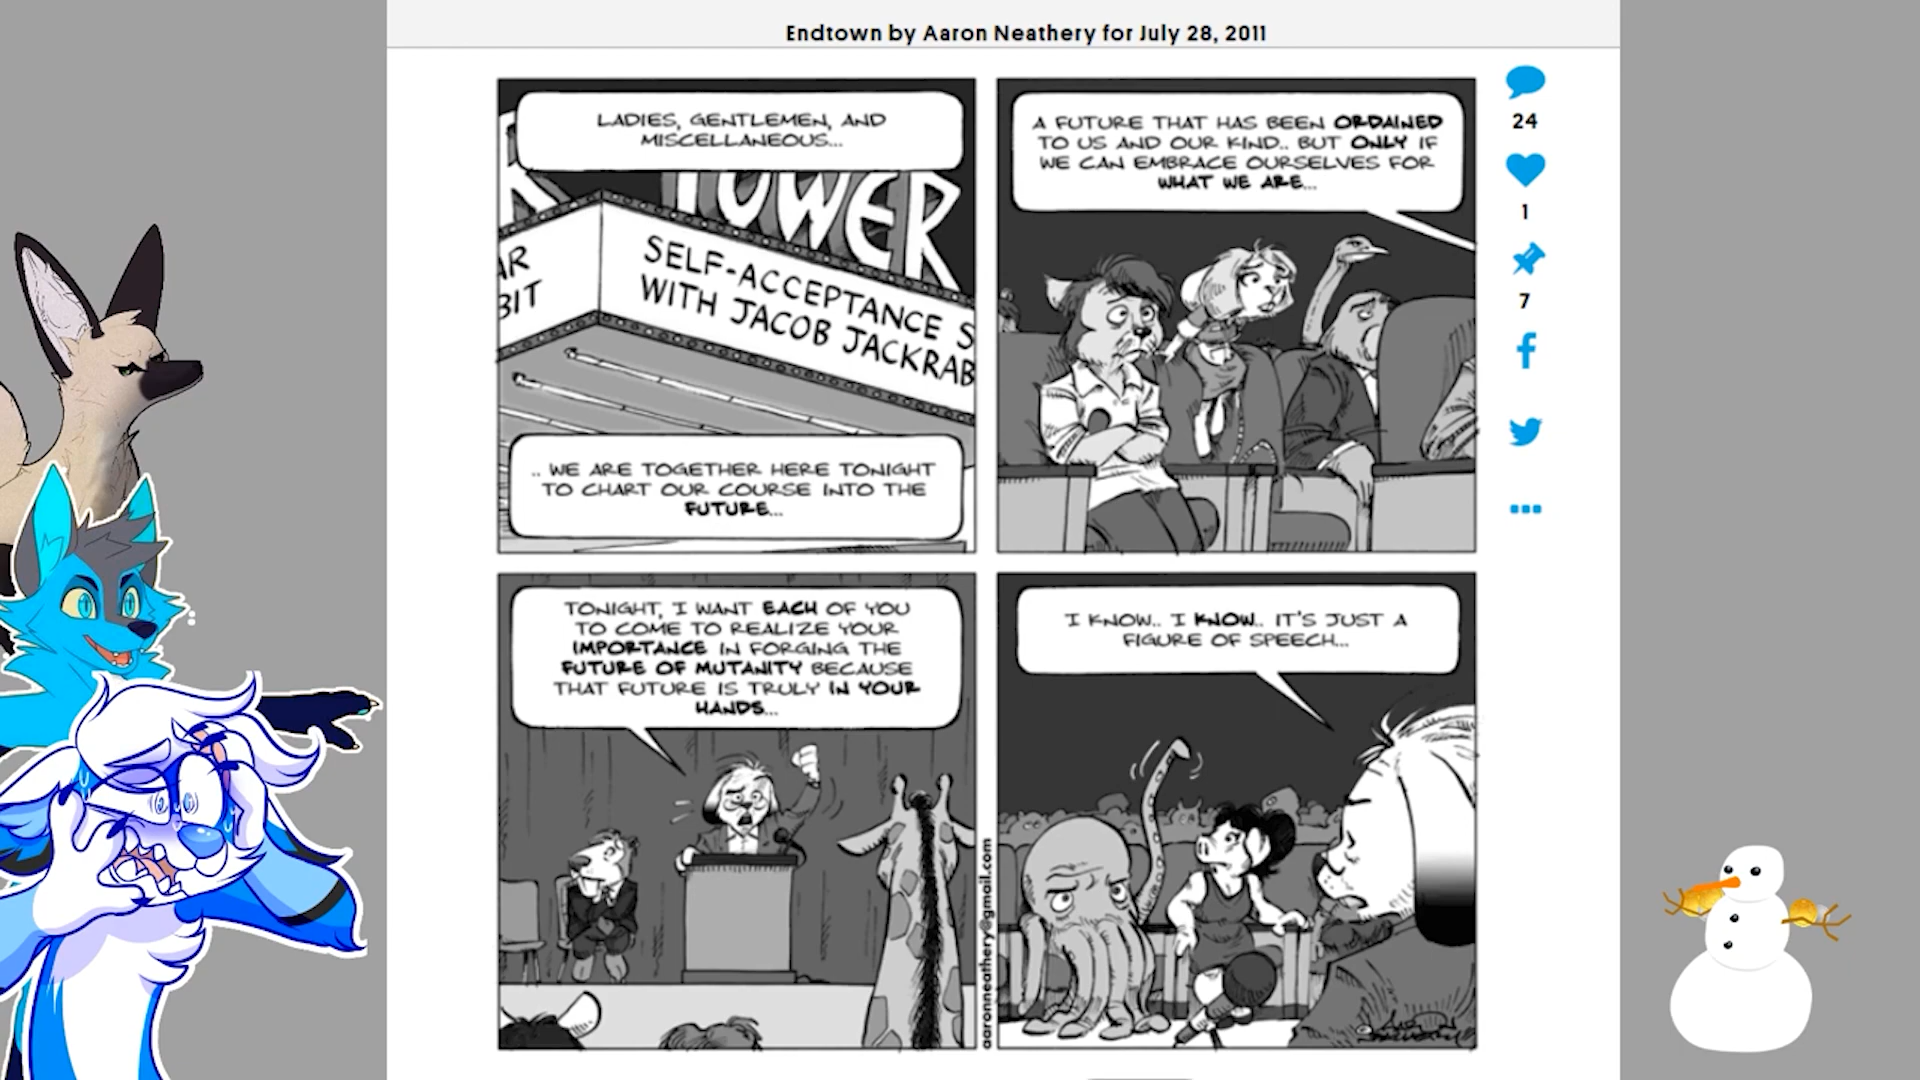 Endtown by Aaron Neathery for July 28, 2011
LADIES, GENTLEMEN, AND
MISCELLANEOUS...
TOWER
AR
BIT
SELF-ACCEPTANCE S
WITH JACOB JACKRAB
.. WE ARE TOGETHER HERE TONIGHT
TO CHART OUR COURSE INTO THE
FUTURE...
A FUTURE THAT HAS BEEN ORDAINED
TO US AND OUR KIND.. BUT ONLY IF
WE CAN EMBRACE OURSELVES FOR
WHAT WE ARE...
TONIGHT, I WANT EACH OF YOU
TO COME TO REALIZE YOUR
IMPORTANCE IN FORGING THE
FUTURE OF MUTANITY BECAUSE
THAT FUTURE IS TRULY IN YOUR
HANDS...
aaronneathery@gmail.com
I KNOW.. I KNOW.. IT'S JUST A
FIGURE OF SPEECH...
24
1
7